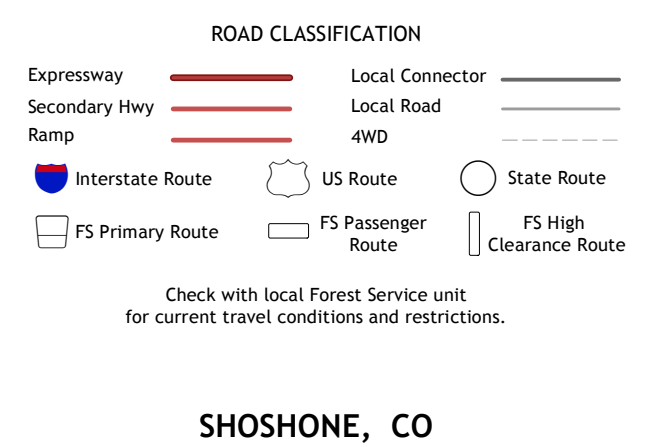 ROAD CLASSIFICATION
Expressway
Local Connector
Secondary Hwy
Local Road
Ramp
4WD
Interstate Route
US Route
State Route
FS Primary Route
FS Passenger
Route
FS High
Clearance Route
Check with local Forest Service unit
for current travel conditions and restrictions.
SHOSHONE, CO